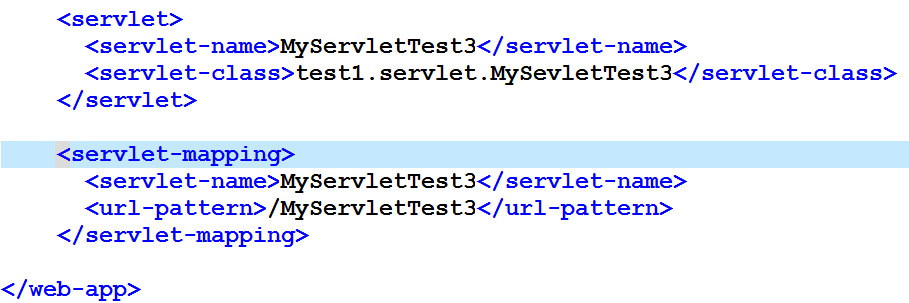 <servlet>
<servlet-name>MyServletTest3</servlet-name>
<servlet-class>test1.servlet.MySevletTest3</servlet-class>
</servlet>
<servlet-mapping>
<servlet-name>MyServletTest3</servlet-name>
<url-pattern>/MyServletTest3</url-pattern>
</servlet-mapping>
</web-app>